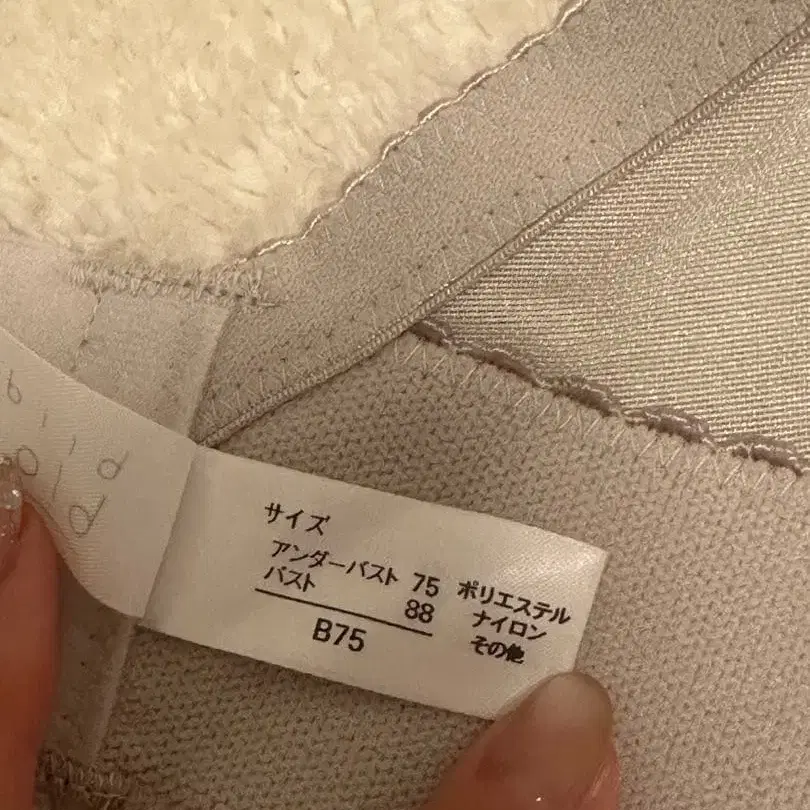 サイズ
アンダーバスト 75
バスト 88
B75
ポリエステル
ナイロン
その他